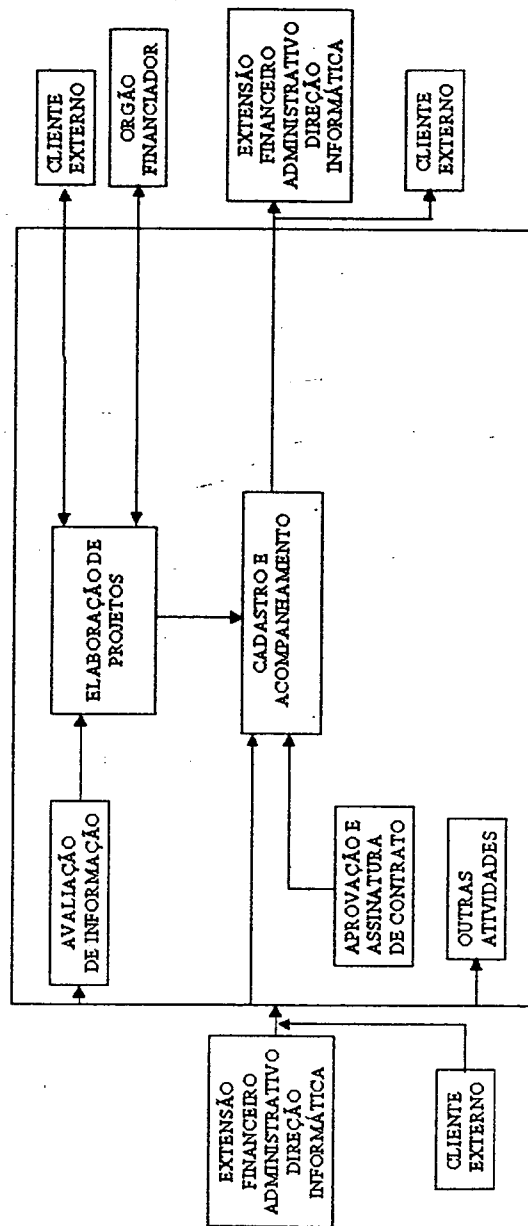 EXTENSÃO
FINANCEIRO
ADMINISTRATIVO
DIREÇÃO
INFORMÁTICA
CLIENTE
EXTERNO
AVALIAÇÃO
DE INFORMAÇÃO
APROVAÇÃO E
ASSINATURA
DE CONTRATO
OUTRAS
ATIVIDADES
ELABORAÇÃO DE
PROJETOS
CADASTRO E
ACOMPANHAMENTO
CLIENTE
EXTERNO
ORGÃO
FINANCIADOR
EXTENSÃO
FINANCEIRO
ADMINISTRATIVO
DIREÇÃO
INFORMÁTICA
CLIENTE
EXTERNO